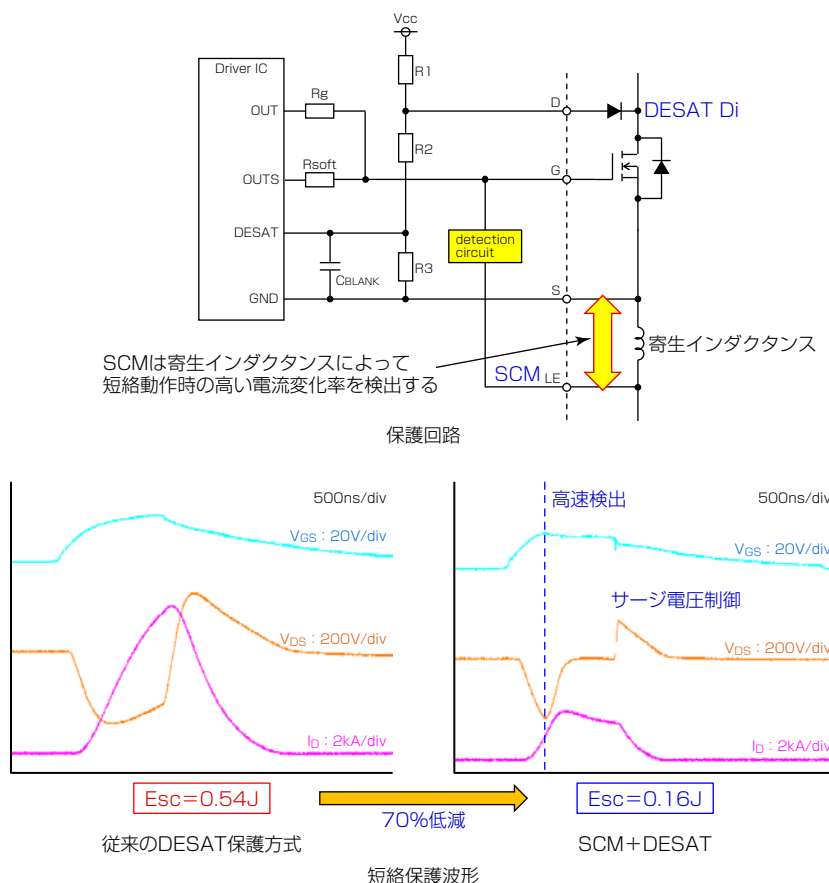 Vcc
Driver IC
R1
Rg
D
DESAT Di
OUT
R2
Rsoft
G
OUTS
DESAT
detection
circuit
R3
CBLANK
GND
S
SCMは寄生インダクタンスによって
短絡動作時の高い電流変化率を検出する
寄生インダクタンス
SCM LE
保護回路
500ns/div
VGS：20V/div
VDS：200V/div
ID：2kA/div
Esc＝0.54J
従来のDESAT保護方式
70%低減
高速検出
500ns/div
VGS：20V/div
サージ電圧制御
VDS：200V/div
ID：2kA/div
Esc＝0.16J
SCM＋DESAT
短絡保護波形